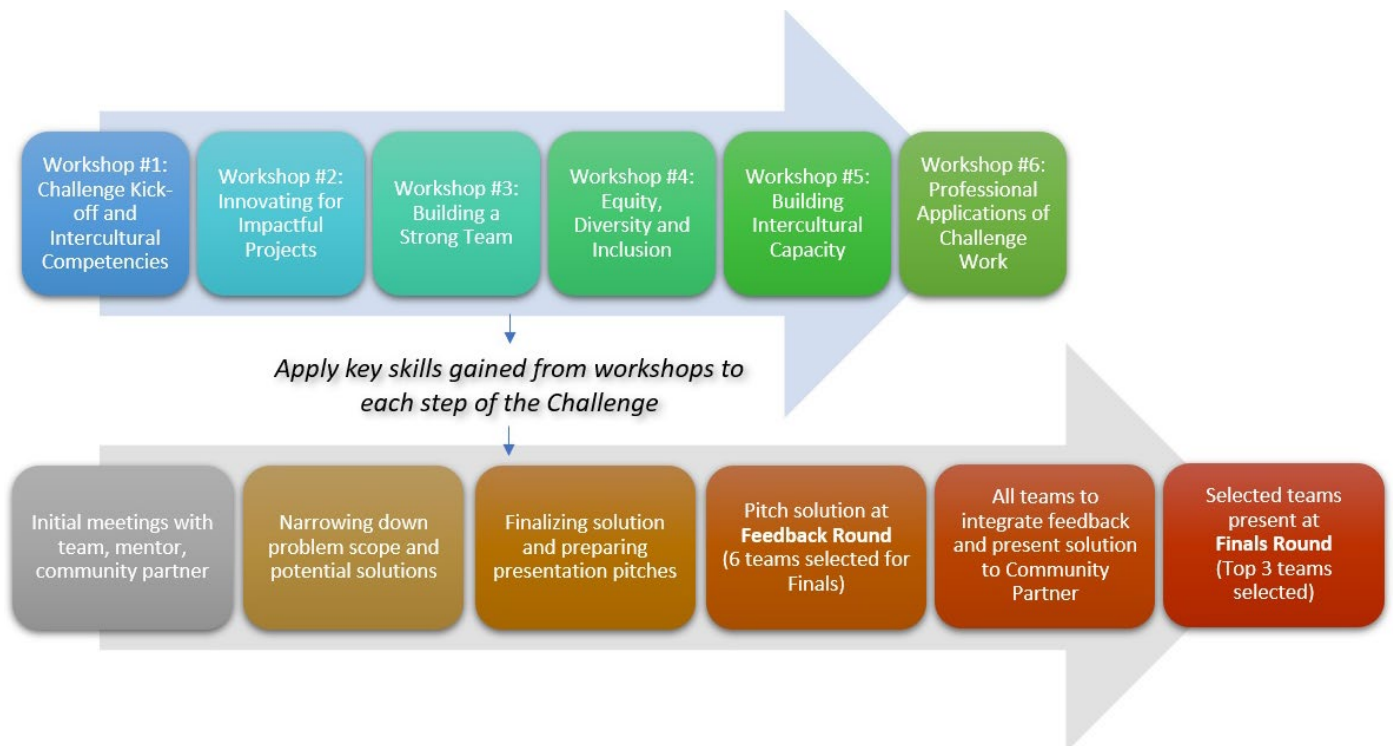 Workshop #1:
Challenge Kick-
off and
Intercultural
Competencies
Workshop #2:
Innovating for
Impactful
Projects
Workshop #3:
Building a
Strong Team
Workshop #4:
Equity,
Diversity and
Inclusion
Workshop #5:
Building
Intercultural
Capacity
Workshop #6:
Professional
Applications of
Challenge
Work
Apply key skills gained from workshops to
each step of the Challenge
Initial meetings with
team, mentor,
community partner
Narrowing down
problem scope and
potential solutions
Finalizing solution
and preparing
presentation pitches
Pitch solution at
Feedback Round
(6 teams selected for
Finals)
All teams to
integrate feedback
and present solution
to Community
Partner
Selected teams
present at
Finals Round
(Top 3 teams
selected)